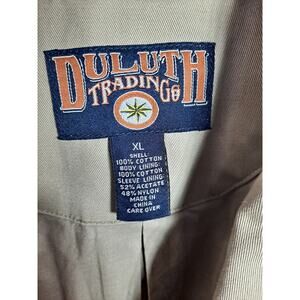 DULUTH
TRADING CO
XL
SHELL:
100% COTTON
BODY LINING:
100% COTTON
SLEEVE LINING:
52% ACETATE
48% NYLON
MADE IN
CHINA
CARE OVER